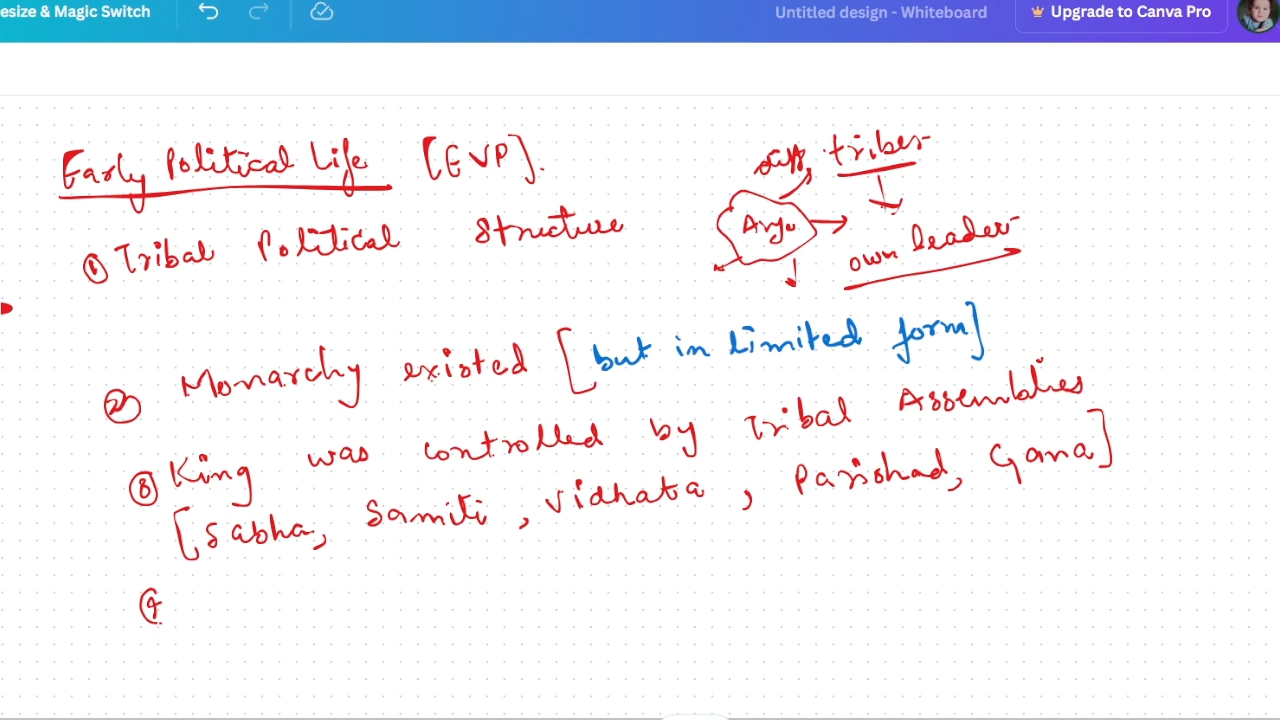 esize & Magic Switch
Untitled design - Whiteboard
Upgrade to Canva Pro
Early Political Life [EVP].
diff, tribes
① Tribal Political Structure
Arya
own leader
② Monarchy existed [but in Limited form]
③ King was controlled by Tribal Assemblies
[Sabha, Samiti, Vidhata, Parishad, Gana]
④